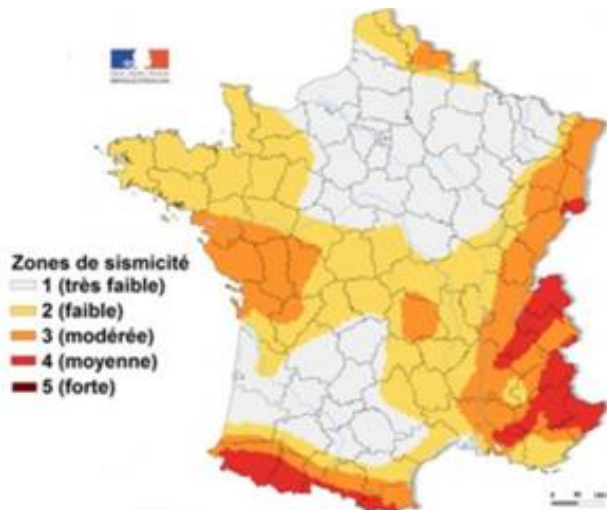 Zones de sismicité
1 (très faible)
2 (faible)
3 (modérée)
4 (moyenne)
5 (forte)